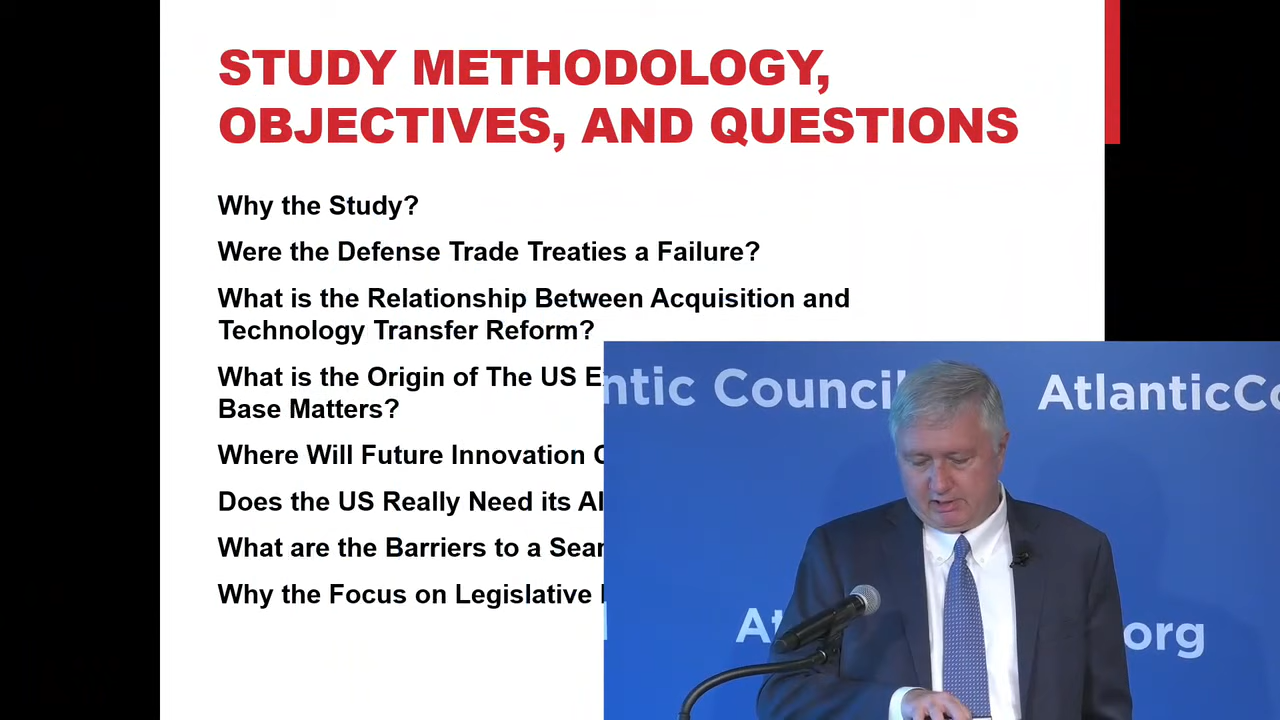 STUDY METHODOLOGY,
OBJECTIVES, AND QUESTIONS
Why the Study?
Were the Defense Trade Treaties a Failure?
What is the Relationship Between Acquisition and
Technology Transfer Reform?
What is the Origin of The US
Base Matters?
Where Will Future Innovation
Does the US Really Need its
What are the Barriers to a
Why the Focus on Legislative
ntic Council
AtlanticCo
At
org